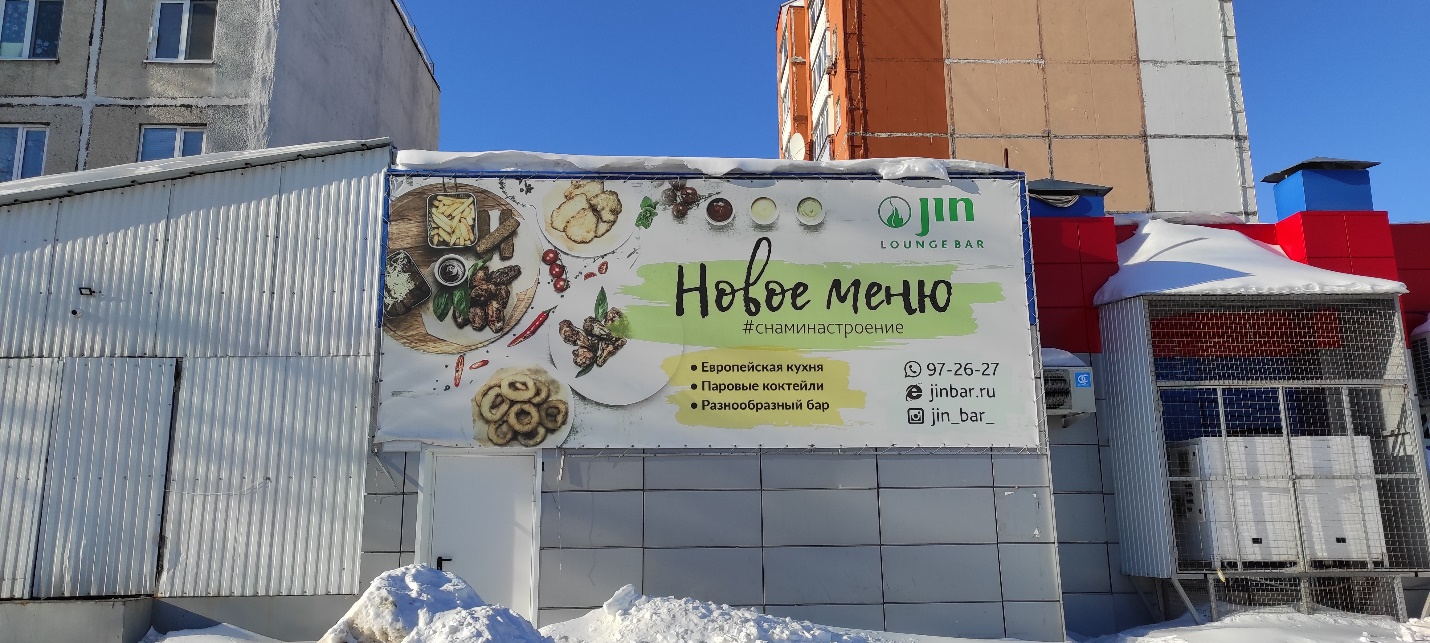 jin
LOUNGE BAR
Новое меню
#снаминастроение
• Европейская кухня
• Паровые коктейли
• Разнообразный бар
97-26-27
jinbar.ru
jin_bar_